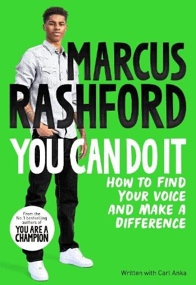 MARCUS
RASHFORD
YOU CAN DO IT
HOW TO FIND
YOUR VOICE
AND MAKE A
DIFFERENCE
From the
No.1 bestselling
authors of
YOU ARE A
CHAMPION
Written with Carl Anka